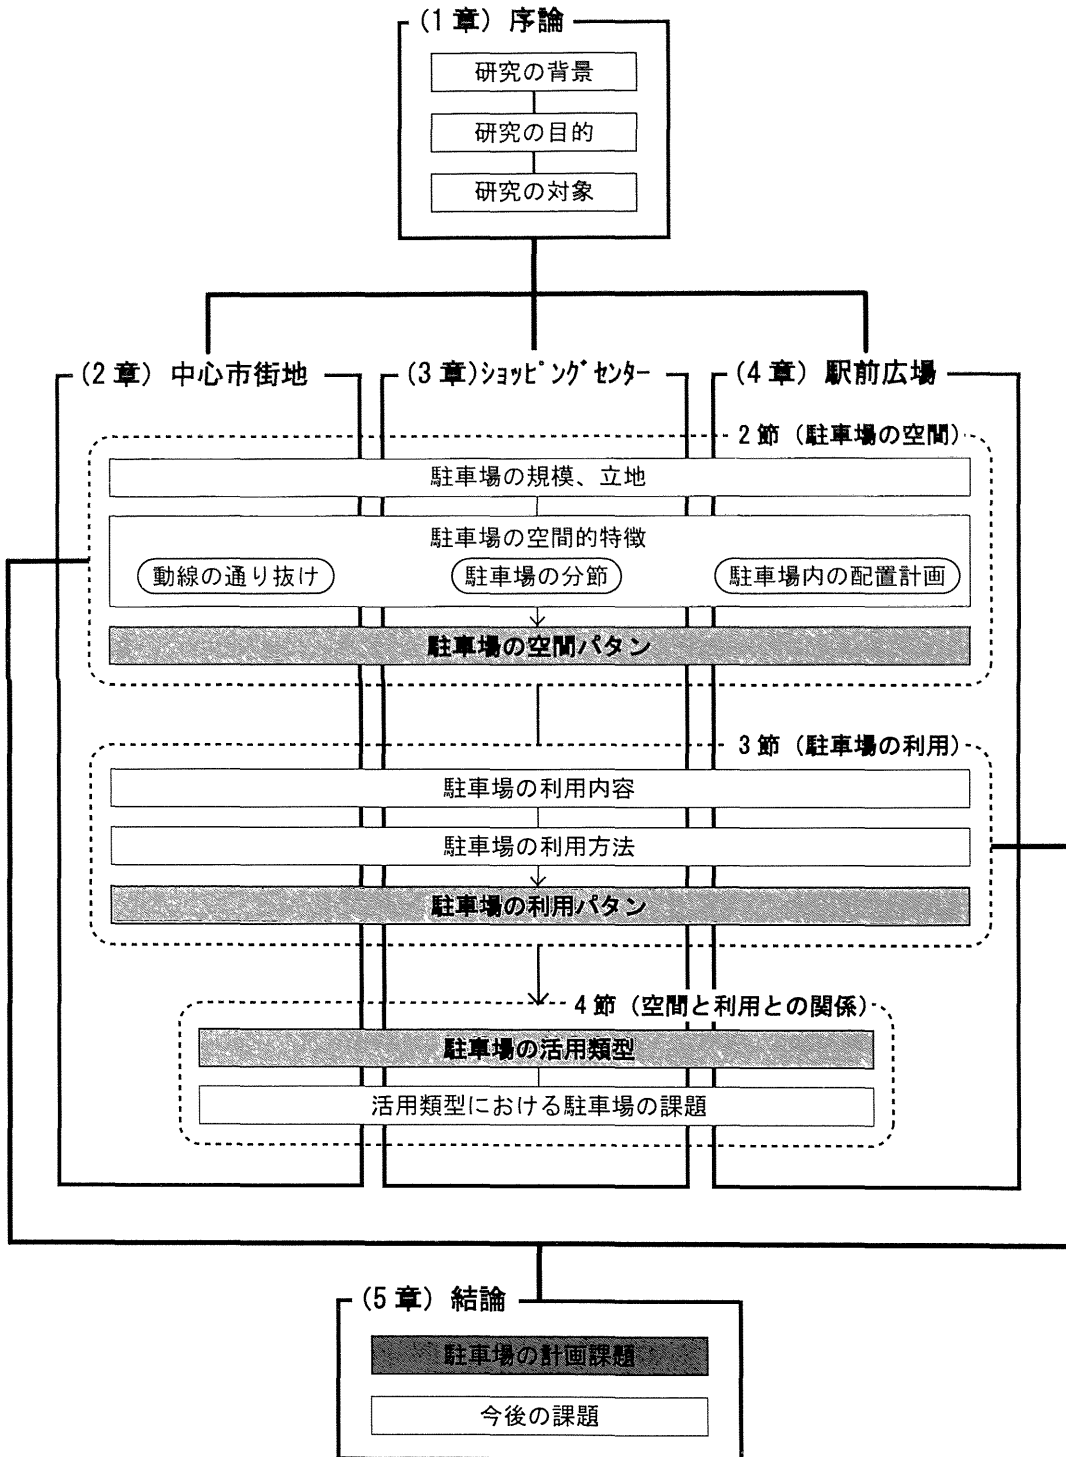 (1章) 序論
研究の背景
研究の目的
研究の対象
(2章) 中心市街地
(3章)ショッピングセンター
(4章) 駅前広場
2節(駐車場の空間)
駐車場の規模、立地
駐車場の空間的特徴
動線の通り抜け
駐車場の分節
駐車場内の配置計画
駐車場の空間パタン
3節(駐車場の利用)
駐車場の利用内容
駐車場の利用方法
駐車場の利用パタン
4節(空間と利用との関係)
駐車場の活用類型
活用類型における駐車場の課題
(5章) 結論
駐車場の計画課題
今後の課題